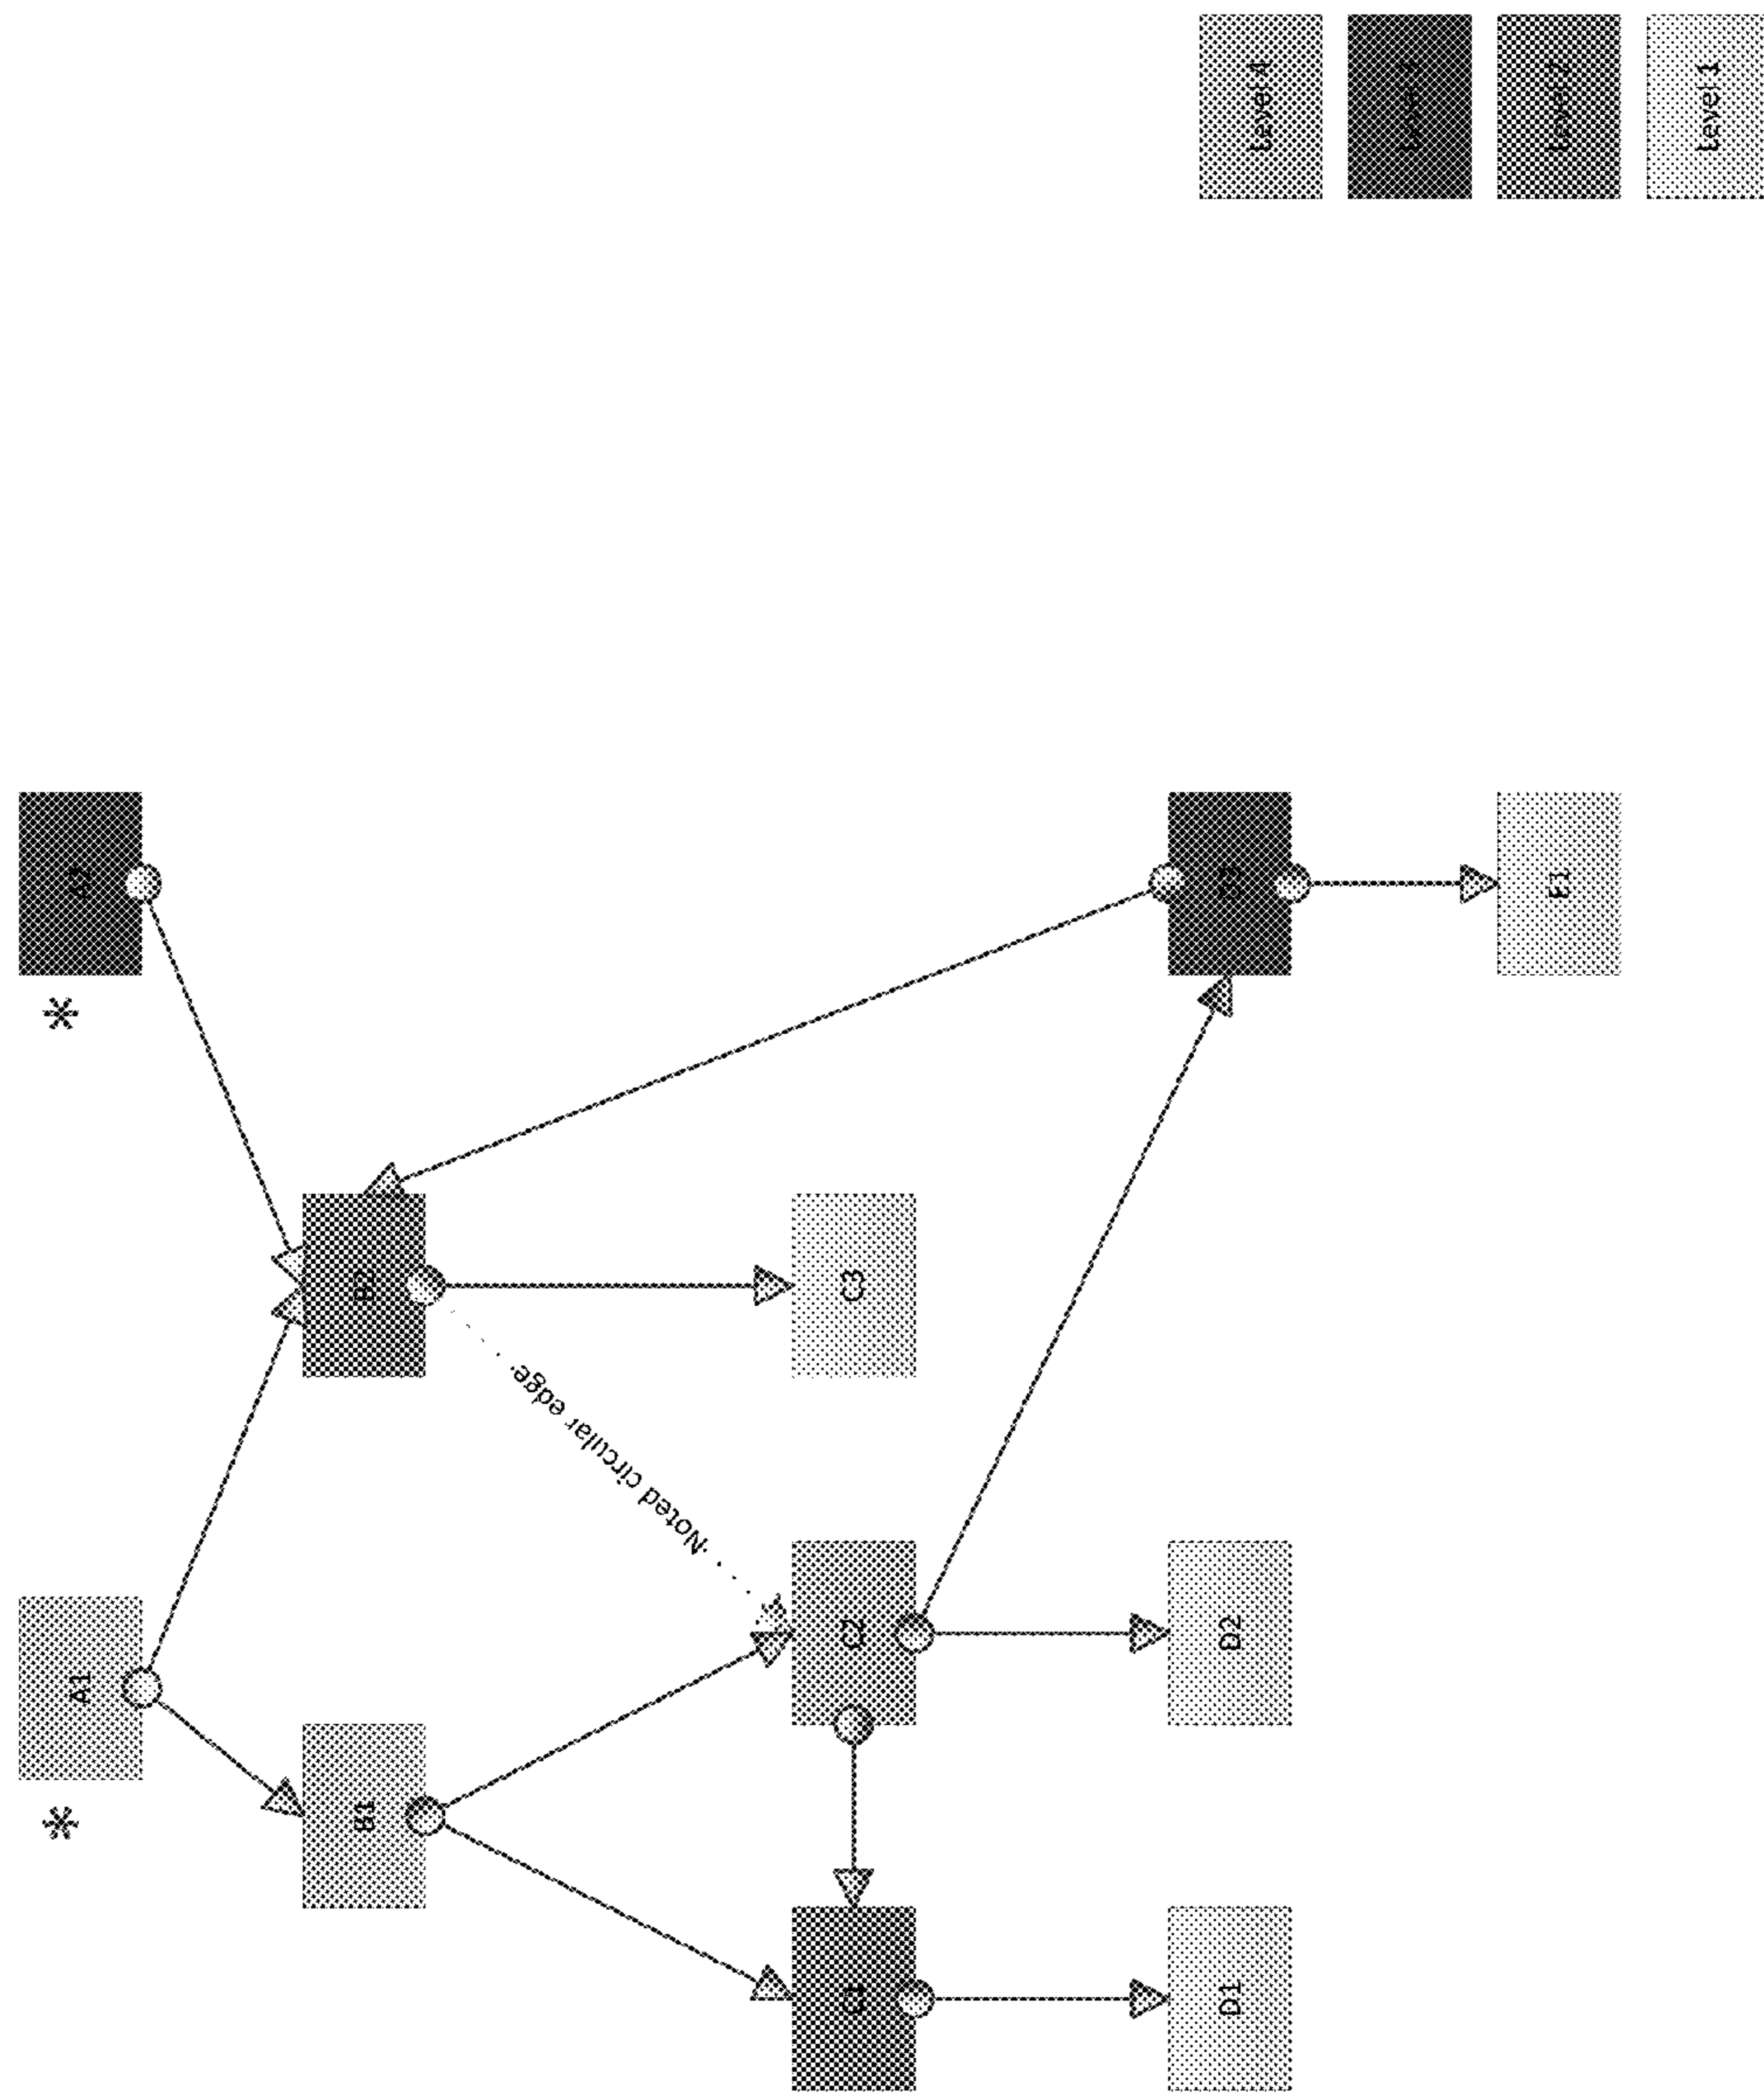 * A1
* A2
B1
B2
Noted circular edge
C1
C2
C3
D1
D2
E1
Level 4
Level 3
Level 2
Level 1